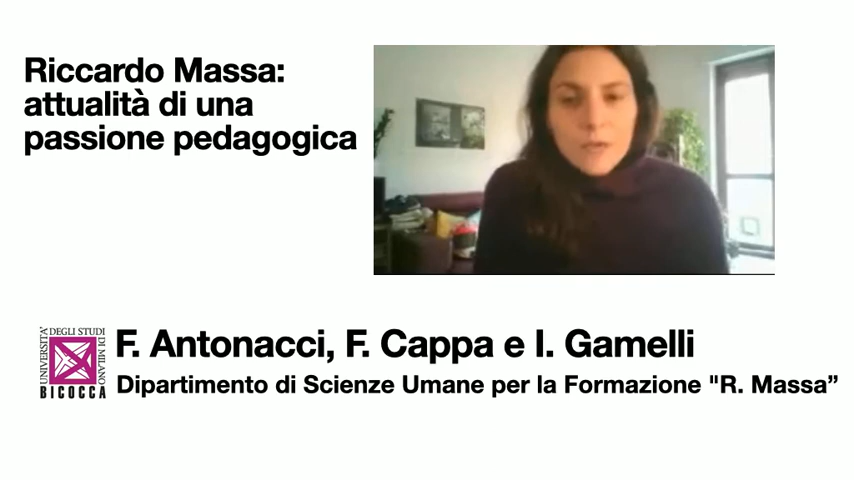 Riccardo Massa:
attualità di una
passione pedagogica
UNIVERSITA'
DEGLI STUDI
DI MILANO
BICOCCA
F. Antonacci, F. Cappa e I. Gamelli
Dipartimento di Scienze Umane per la Formazione "R. Massa”